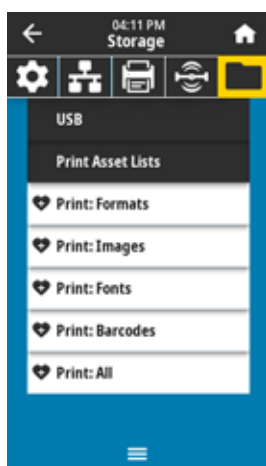 04:11 PM
Storage
USB
Print Asset Lists
Print: Formats
Print: Images
Print: Fonts
Print: Barcodes
Print: All